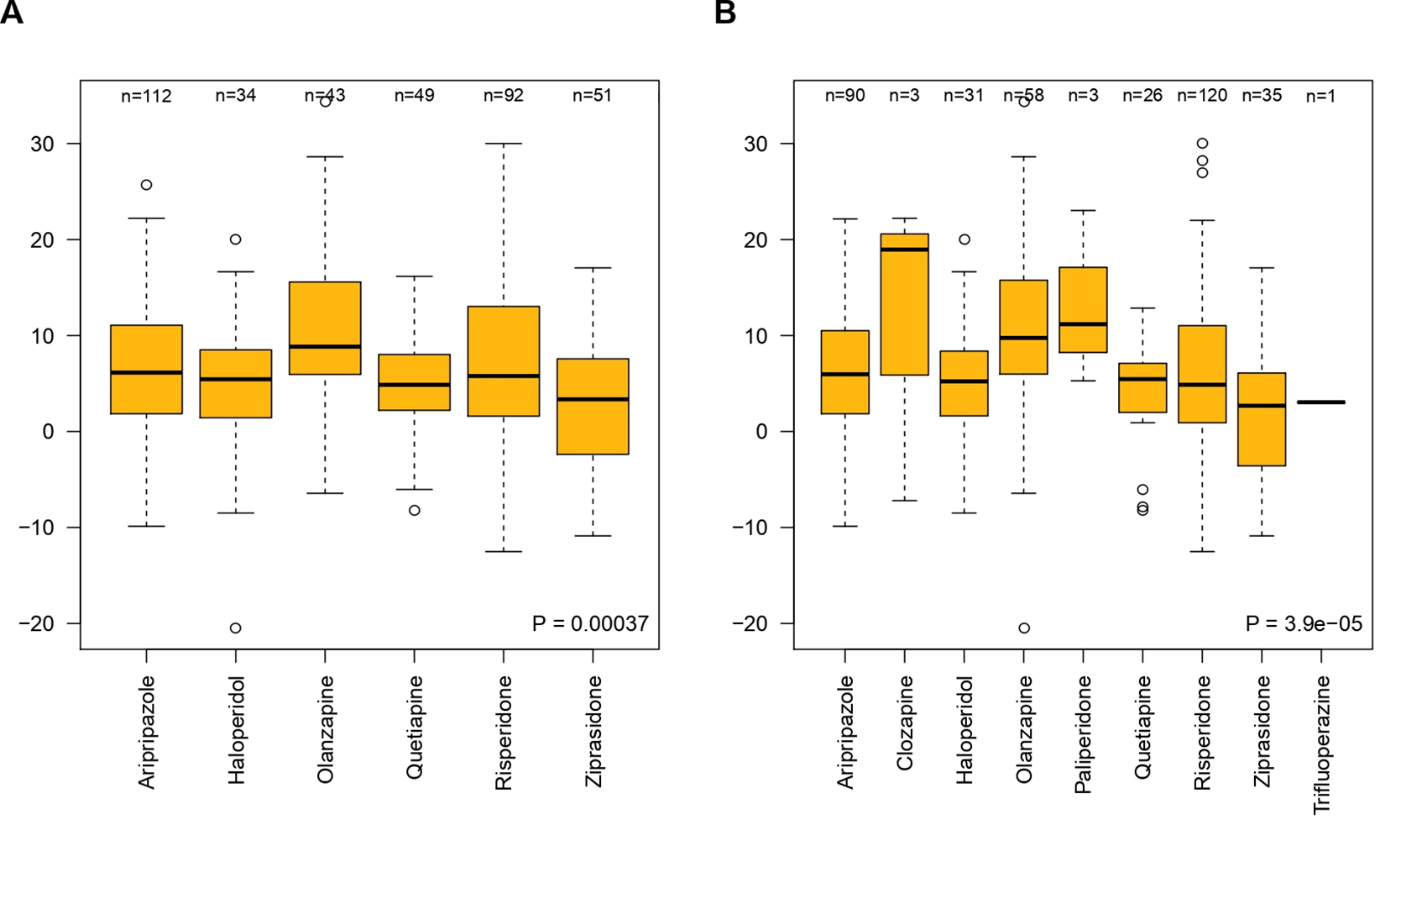 A
n=112 n=34 n=43 n=49 n=92 n=51
30
20
10
0
−10
−20
P = 0.00037
Aripripazole Haloperidol Olanzapine Quetiapine Risperidone Ziprasidone
B
n=90 n=3 n=31 n=58 n=3 n=26 n=120 n=35 n=1
30
20
10
0
−10
−20
P = 3.9e−05
Aripripazole Clozapine Haloperidol Olanzapine Paliperidone Quetiapine Risperidone Ziprasidone Trifluoperazine